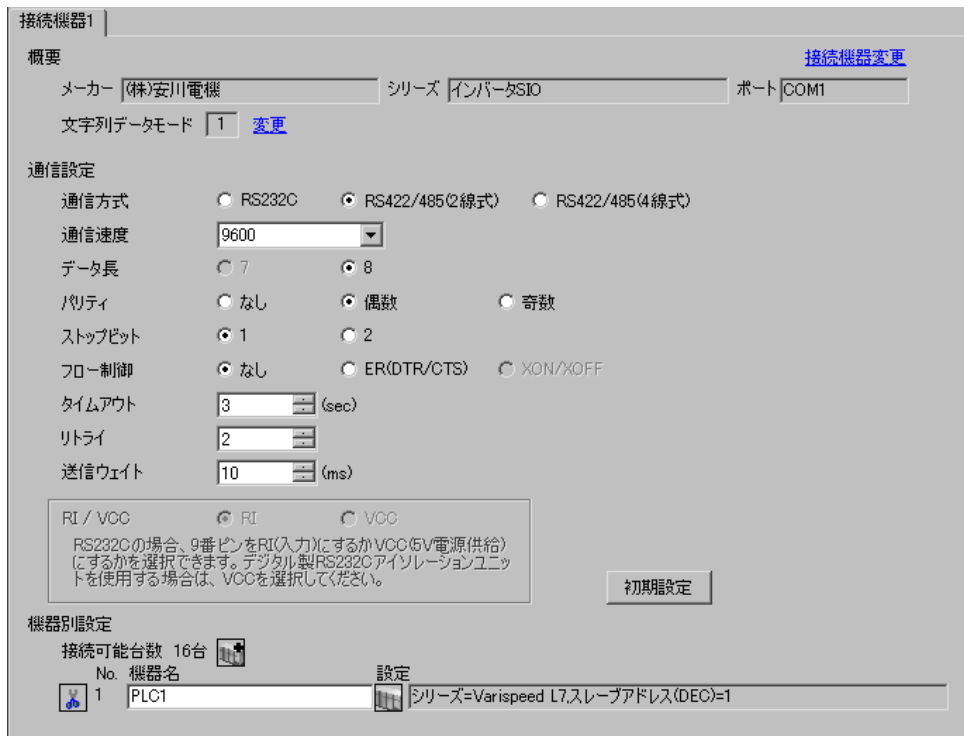 接続機器1
概要 接続機器変更
メーカー (株)安川電機 シリーズ インバータSIO ポート COM1
文字列データモード 1 変更
通信設定
通信方式 RS232C RS422/485(2線式) RS422/485(4線式)
通信速度 9600
データ長 7 8
パリティ なし 偶数 奇数
ストップビット 1 2
フロー制御 なし ER(DTR/CTS) XON/XOFF
タイムアウト 3 (sec)
リトライ 2
送信ウェイト 10 (ms)
RI / VCC RI VCC
RS232Cの場合、9番ピンをRI(入力)にするかVCC(5V電源供給)
にするかを選択できます。デジタル製RS232Cアイソレーションユニッ
トを使用する場合は、VCCを選択してください。
初期設定
機器別設定
接続可能台数 16台
No. 機器名 設定
1 PLC1 シリーズ=Varispeed L7,スレーブアドレス(DEC)=1